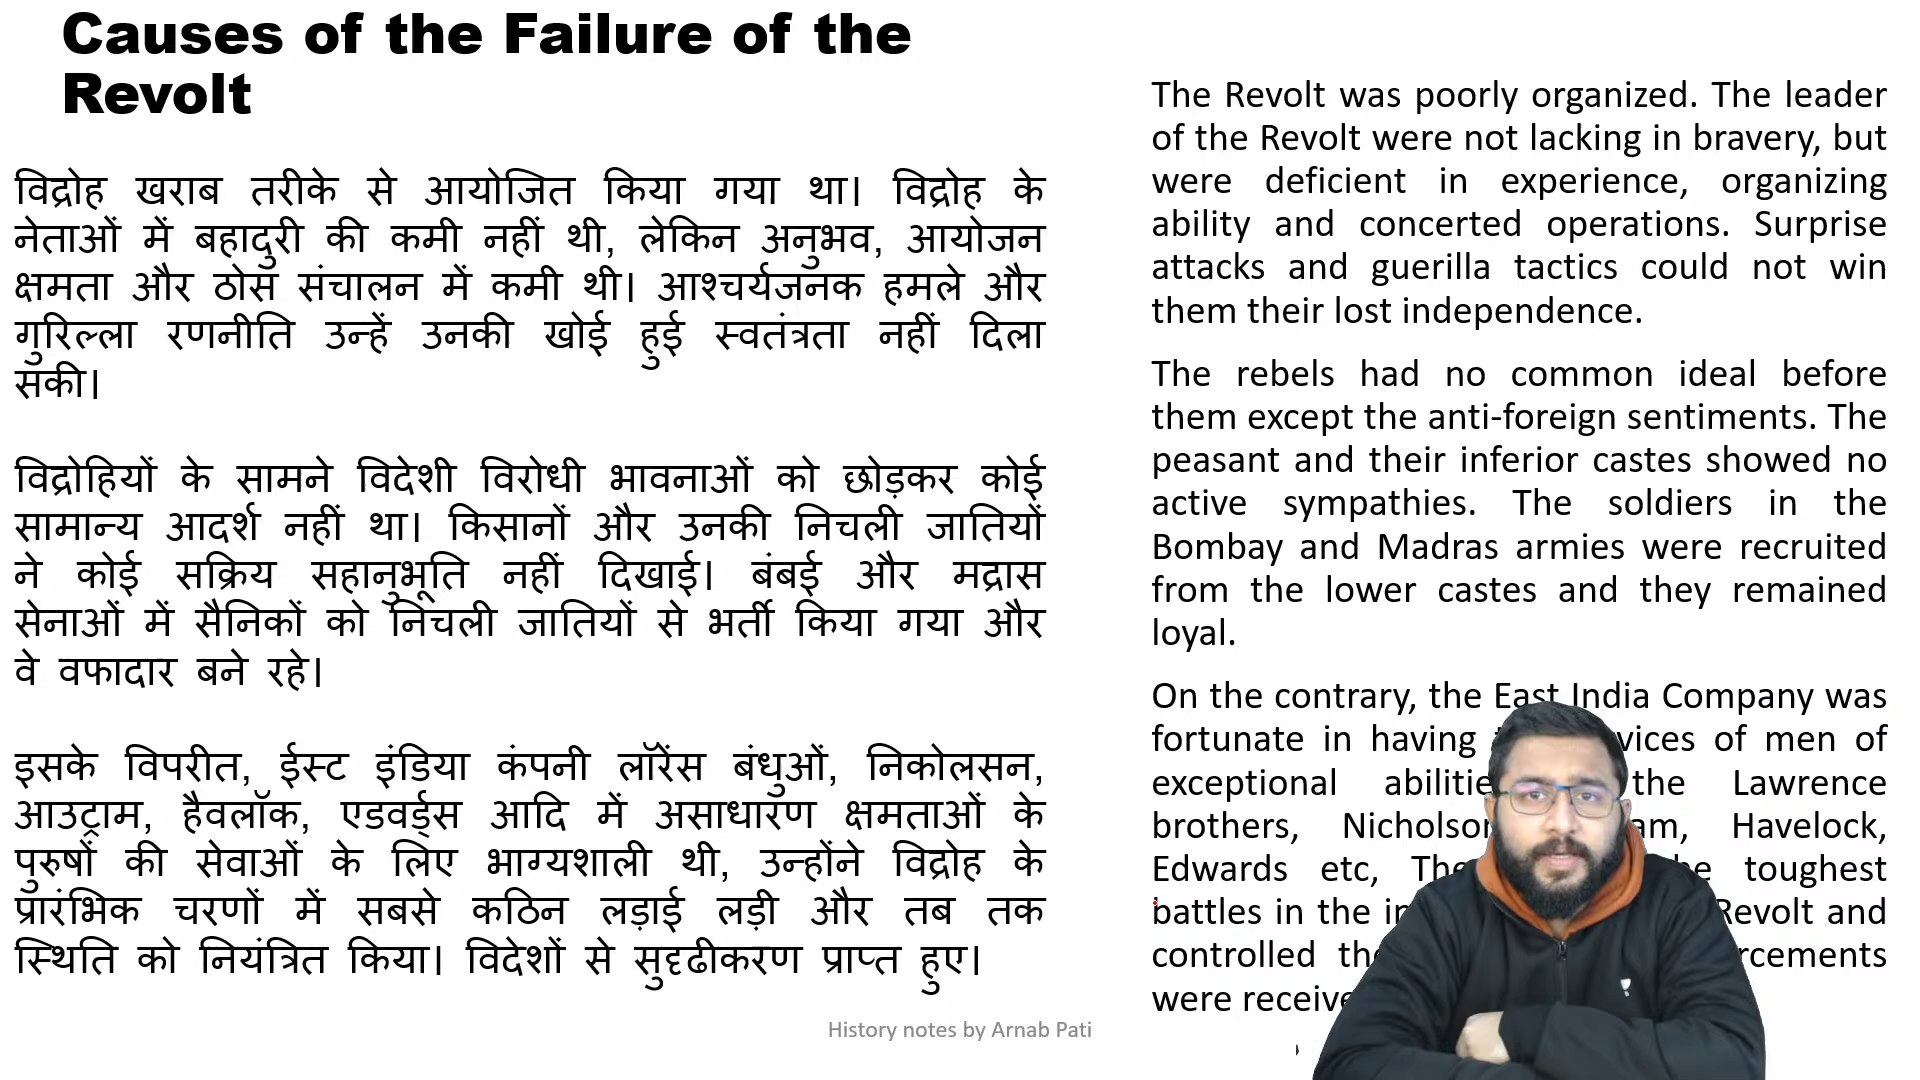 Causes of the Failure of the
Revolt
विद्रोह खराब तरीके से आयोजित किया गया था। विद्रोह के
नेताओं में बहादुरी की कमी नहीं थी, लेकिन अनुभव, आयोजन
क्षमता और ठोस संचालन में कमी थी। आश्चर्यजनक हमले और
गुरिल्ला रणनीति उन्हें उनकी खोई हुई स्वतंत्रता नहीं दिला
सकी।
विद्रोहियों के सामने विदेशी विरोधी भावनाओं को छोड़कर कोई
सामान्य आदर्श नहीं था। किसानों और उनकी निचली जातियों
ने कोई सक्रिय सहानुभूति नहीं दिखाई। बंबई और मद्रास
सेनाओं में सैनिकों को निचली जातियों से भर्ती किया गया और
वे वफादार बने रहे।
इसके विपरीत, ईस्ट इंडिया कंपनी लॉरेंस बंधुओं, निकोलसन,
आउट्राम, हैवलॉक, एडवर्ड्स आदि में असाधारण क्षमताओं के
पुरुषों की सेवाओं के लिए भाग्यशाली थी, उन्होंने विद्रोह के
प्रारंभिक चरणों में सबसे कठिन लड़ाई लड़ी और तब तक
स्थिति को नियंत्रित किया। विदेशों से सुदृढीकरण प्राप्त हुए।
The Revolt was poorly organized. The leader
of the Revolt were not lacking in bravery, but
were deficient in experience, organizing
ability and concerted operations. Surprise
attacks and guerilla tactics could not win
them their lost independence.
The rebels had no common ideal before
them except the anti-foreign sentiments. The
peasant and their inferior castes showed no
active sympathies. The soldiers in the
Bombay and Madras armies were recruited
from the lower castes and they remained
loyal.
On the contrary, the East India Company was
fortunate in having of men of
exceptional the Lawrence
brothers, Havelock,
Edwards etc, toughest
battles in the Revolt and
controlled
were
History notes by Arnab Pati